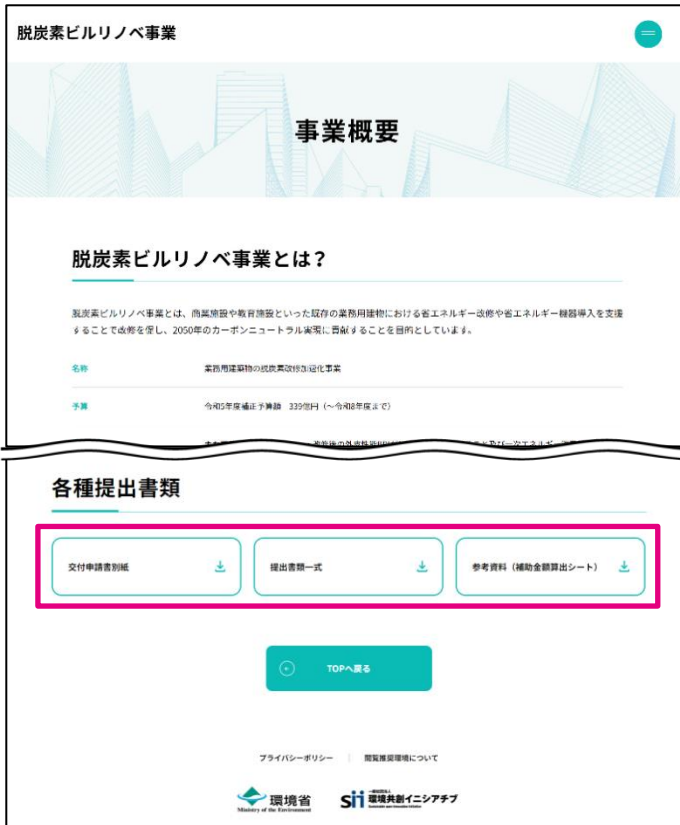 脱炭素ビルリノベ事業
事業概要
脱炭素ビルリノベ事業とは？
脱炭素ビルリノベ事業とは、商業施設や教育施設といった既存の業務用建物における省エネルギー改修や省エネルギー機器導入を支援
することで改修を促し、2050年のカーボンニュートラル実現に貢献することを目的としています。
名称 業務用建築物の脱炭素改修加速化事業
予算 令和5年度補正予算額 339億円（～令和8年度まで）
各種提出書類
交付申請書別紙 提出書類一式 参考資料（補助金額算出シート）
TOPへ戻る
プライバシーポリシー 閲覧推奨環境について
環境省 Sii 一般社団法人 環境共創イニシアチブ
Ministry of the Environment